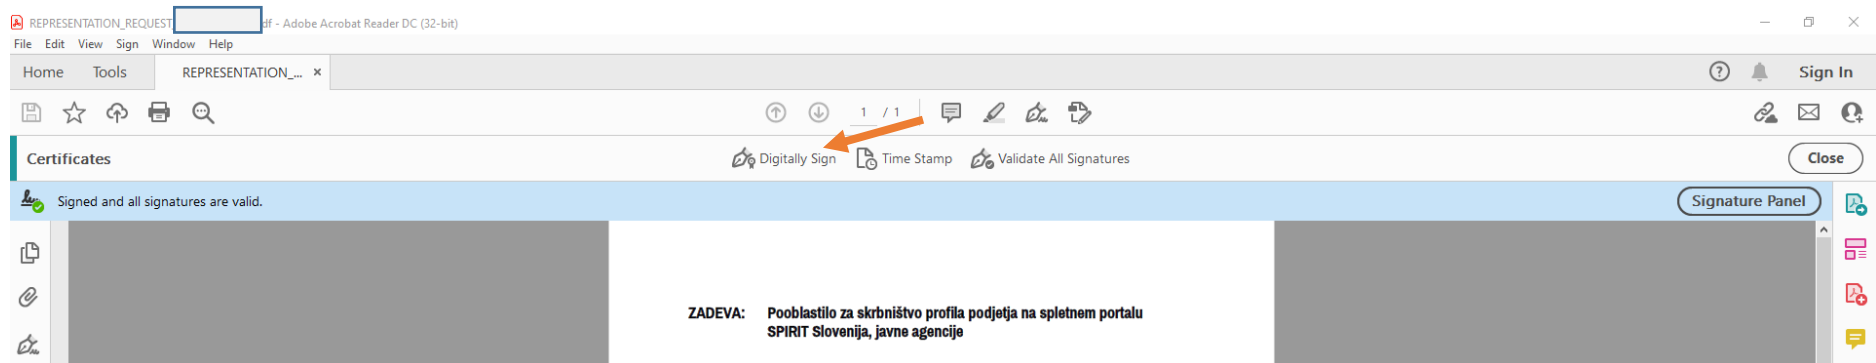 REPRESENTATION_REQUEST df - Adobe Acrobat Reader DC (32-bit)
File Edit View Sign Window Help
Home Tools REPRESENTATION_... × Sign In
1 / 1
Certificates Digitally Sign Time Stamp Validate All Signatures Close
Signed and all signatures are valid. Signature Panel
ZADEVA: Pooblastilo za skrbništvo profila podjetja na spletnem portalu
SPIRIT Slovenija, javne agencije